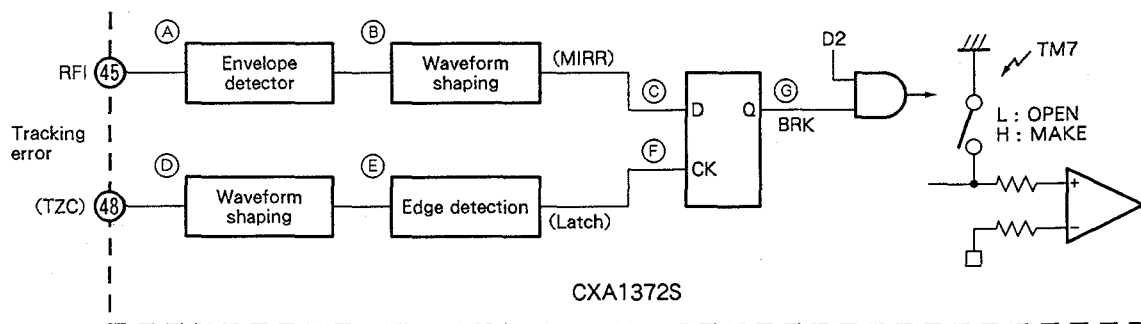 A
B
D2
TM7
RFI
45
Envelope
detector
Waveform
shaping
(MIRR)
C
D
Q
G
BRK
L : OPEN
H : MAKE
Tracking
error
D
E
F
CK
(TZC)
48
Waveform
shaping
Edge detection
(Latch)
+
−
CXA1372S